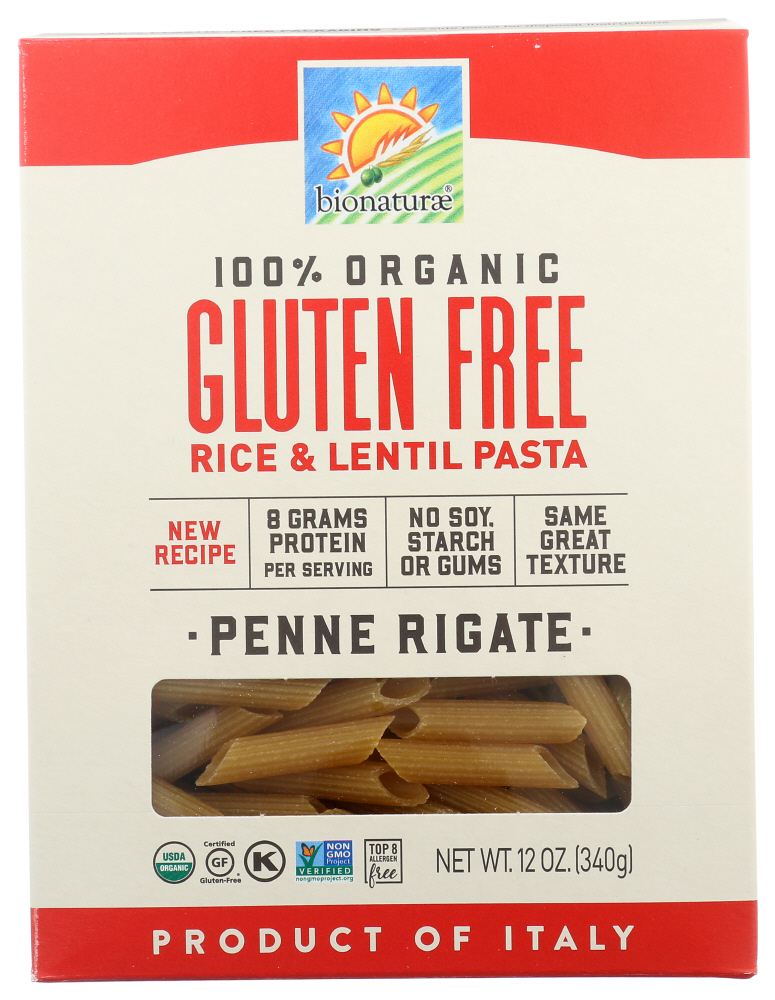 bionaturæ®
100% ORGANIC
GLUTEN FREE
RICE & LENTIL PASTA
NEW
RECIPE
8 GRAMS
PROTEIN
PER SERVING
NO SOY,
STARCH
OR GUMS
SAME
GREAT
TEXTURE
·PENNE RIGATE·
USDA
ORGANIC
Certified
GF
Gluten-Free
K
NON
GMO
Project
VERIFIED
nongmoproject.org
TOP 8
ALLERGEN
free
NET WT. 12 OZ. (340g)
PRODUCT OF ITALY